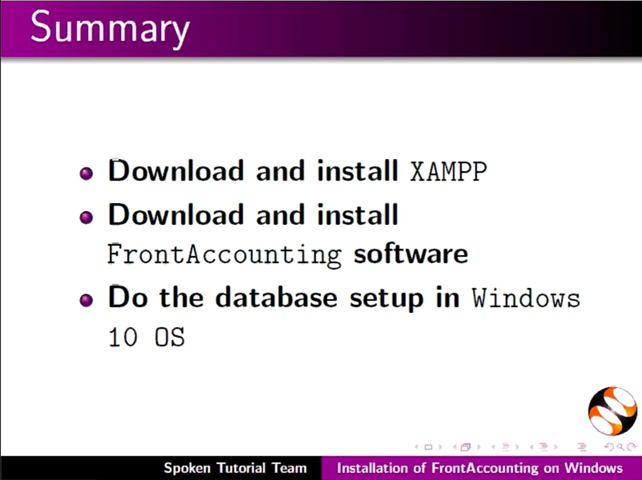 Summary
Download and install XAMPP
Download and install
FrontAccounting software
Do the database setup in Windows
10 OS
Spoken Tutorial Team Installation of FrontAccounting on Windows